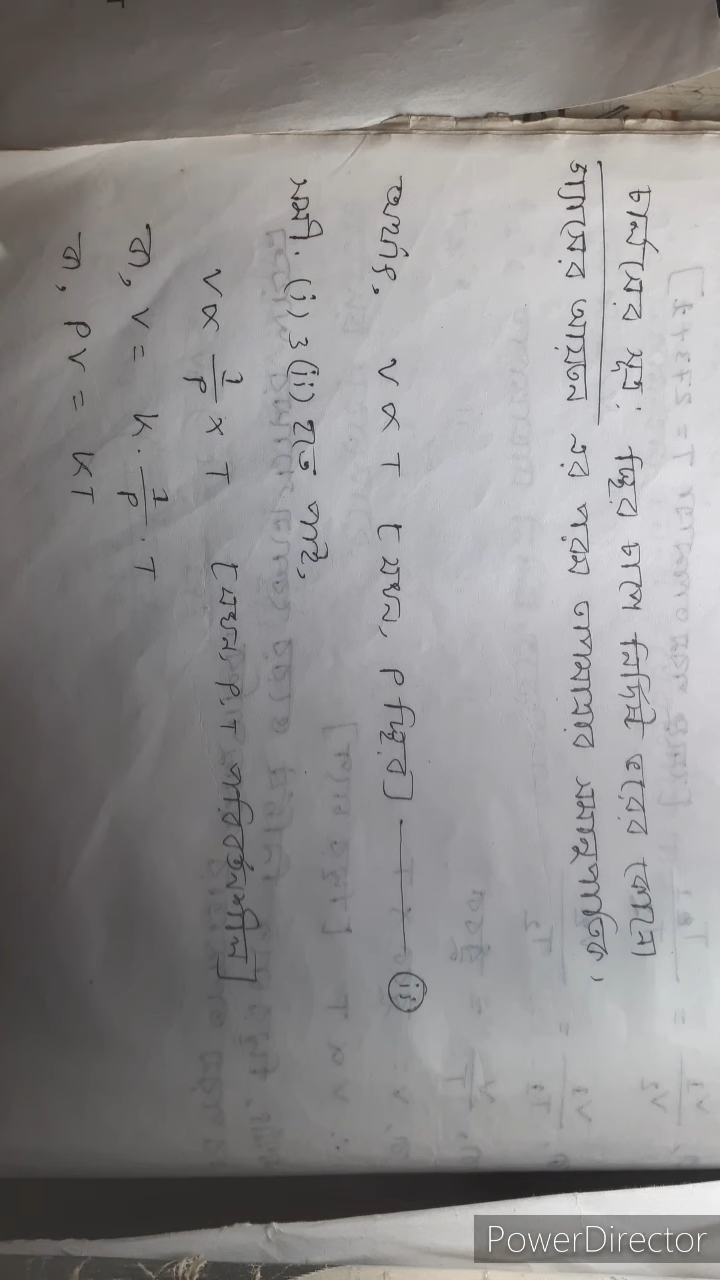 চার্লসের সূত্র: স্থির চাপে নির্দিষ্ট ভরের কোনো
গ্যাসের আয়তন এর পরম তাপমাত্রার সমানুপাতিক।
অর্থাৎ, V ∝ T [যখন, P স্থির] ——— (ii)
সমী. (i) ও (ii) হতে পাই,
V ∝ 1/P × T [যখন P,T পরিবর্তনশীল]
বা, V = K · 1/P · T
বা, PV = KT
PowerDirector